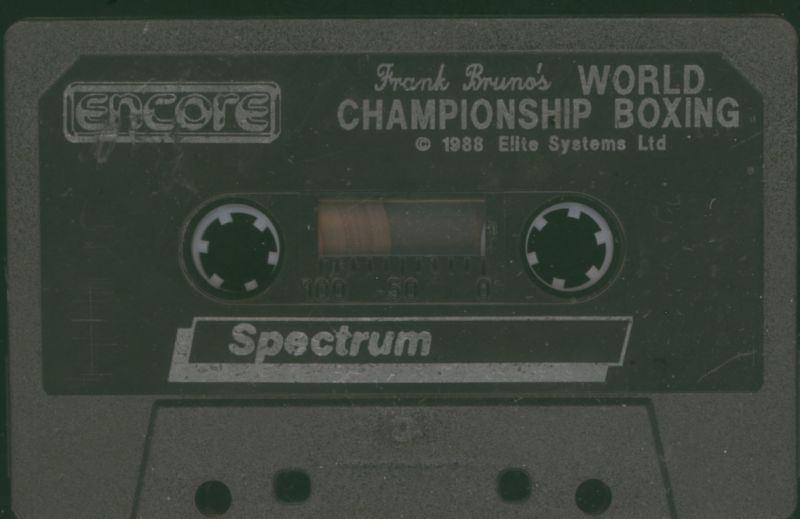 encore
Frank Bruno's WORLD
CHAMPIONSHIP BOXING
© 1988 Elite Systems Ltd
100 50 0
Spectrum